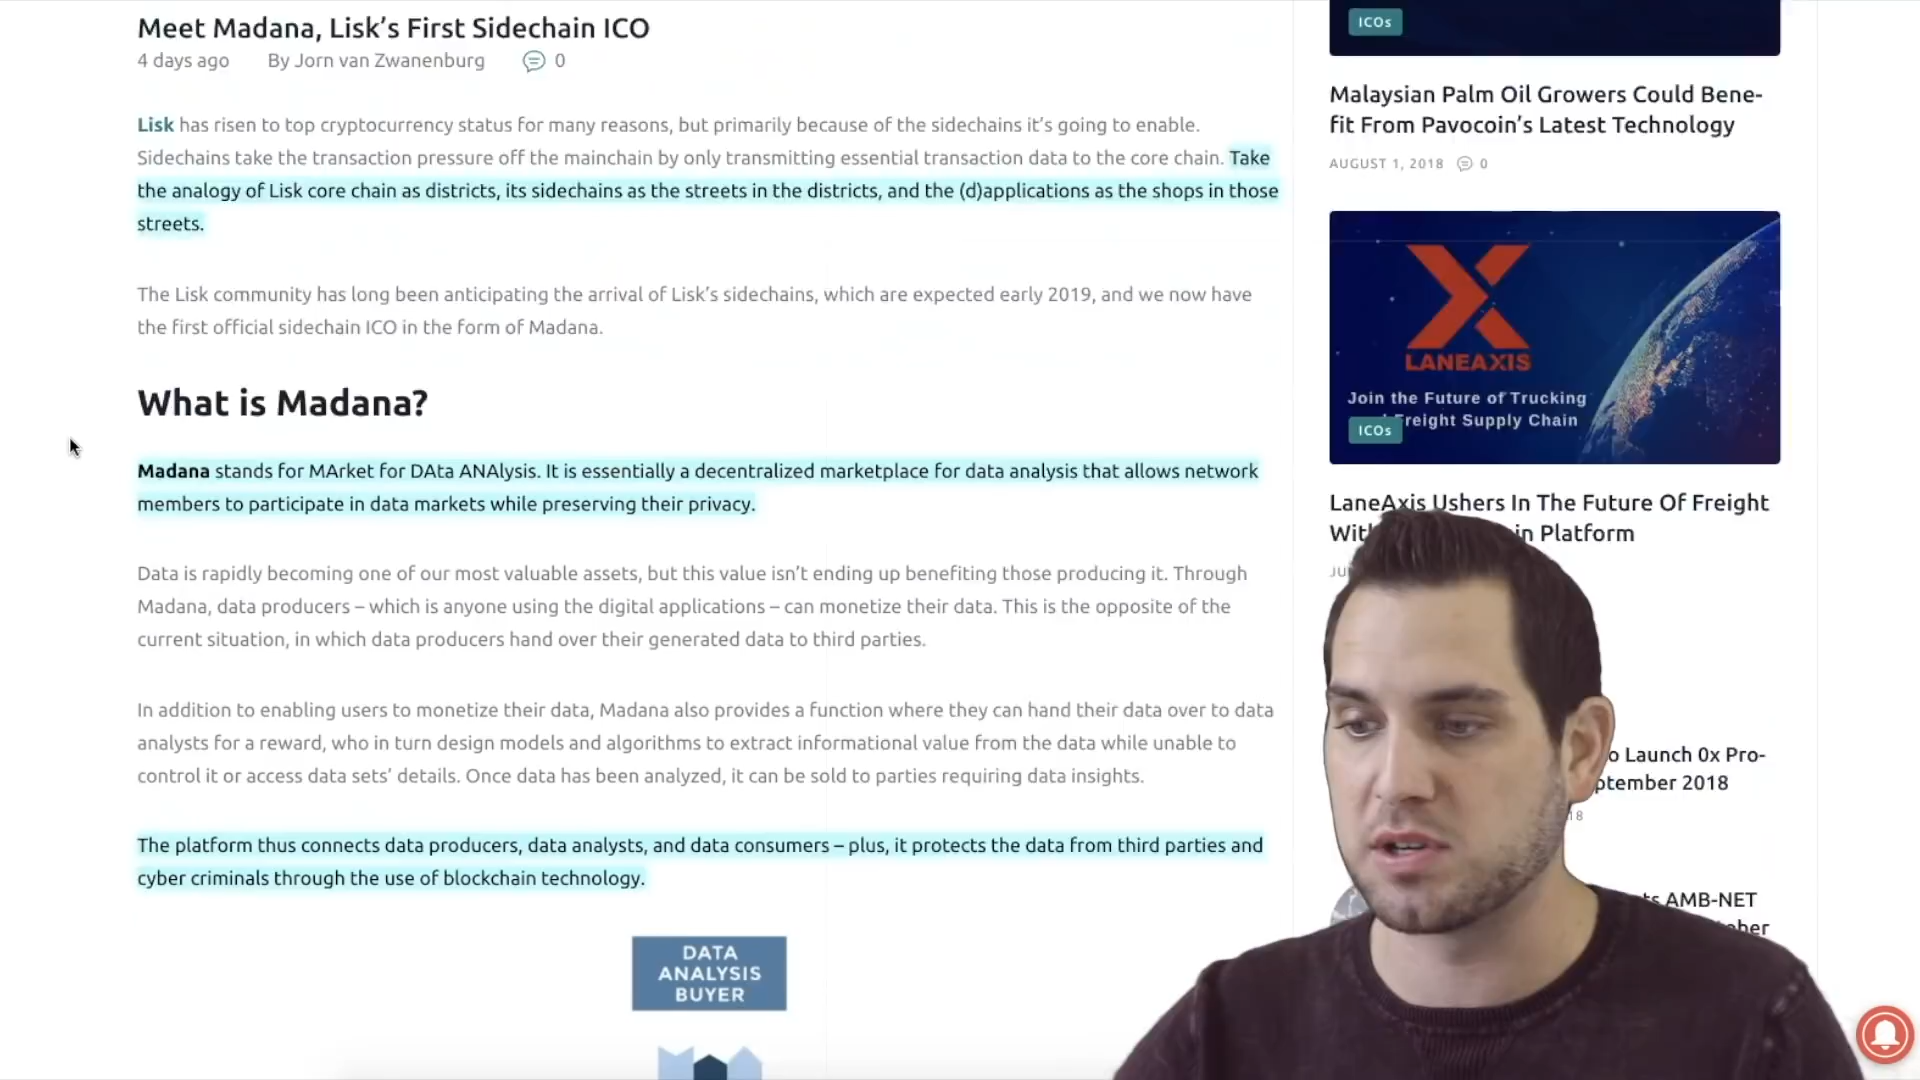 Meet Madana, Lisk’s First Sidechain ICO
4 days ago By Jorn van Zwanenburg 0
Lisk has risen to top cryptocurrency status for many reasons, but primarily because of the sidechains it’s going to enable.
Sidechains take the transaction pressure off the mainchain by only transmitting essential transaction data to the core chain. Take
the analogy of Lisk core chain as districts, its sidechains as the streets in the districts, and the (d)applications as the shops in those
streets.
The Lisk community has long been anticipating the arrival of Lisk’s sidechains, which are expected early 2019, and we now have
the first official sidechain ICO in the form of Madana.
What is Madana?
Madana stands for MArket for DAta ANAlysis. It is essentially a decentralized marketplace for data analysis that allows network
members to participate in data markets while preserving their privacy.
Data is rapidly becoming one of our most valuable assets, but this value isn’t ending up benefiting those producing it. Through
Madana, data producers – which is anyone using the digital applications – can monetize their data. This is the opposite of the
current situation, in which data producers hand over their generated data to third parties.
In addition to enabling users to monetize their data, Madana also provides a function where they can hand their data over to data
analysts for a reward, who in turn design models and algorithms to extract informational value from the data while unable to
control it or access data sets’ details. Once data has been analyzed, it can be sold to parties requiring data insights.
The platform thus connects data producers, data analysts, and data consumers – plus, it protects the data from third parties and
cyber criminals through the use of blockchain technology.
DATA
ANALYSIS
BUYER
ICOs
Malaysian Palm Oil Growers Could Bene-
fit From Pavocoin’s Latest Technology
AUGUST 1, 2018 0
LANEAXIS
Join the Future of Trucking
Freight Supply Chain
ICOs
LaneAxis Ushers In The Future Of Freight
in Platform
o Launch 0x Pro-
ptember 2018
18
ts AMB-NET